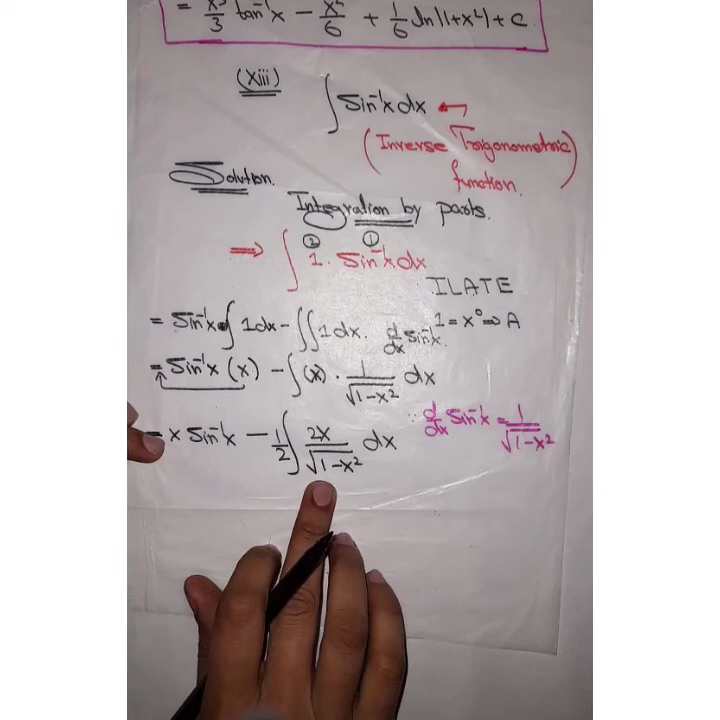 = x³/3 tan⁻¹x − x²/6 + 1/6 ln|1+x²| + C
(Xiii) ∫ Sin⁻¹x dx
(Inverse Trigonometric
function.)
Solution.
Integration by parts.
② ①
⇒ ∫ 1. Sin⁻¹x dx
ILATE
= Sin⁻¹x ∫ 1dx − ∫∫ 1dx. d/dx Sin⁻¹x.
1 = x⁰ ⇒ A
= Sin⁻¹x (x) − ∫(x) · 1/√1−x² dx
∵ d/dx Sin⁻¹x = 1/√1−x²
= x Sin⁻¹x − 1/2 ∫ 2x/√1−x² dx